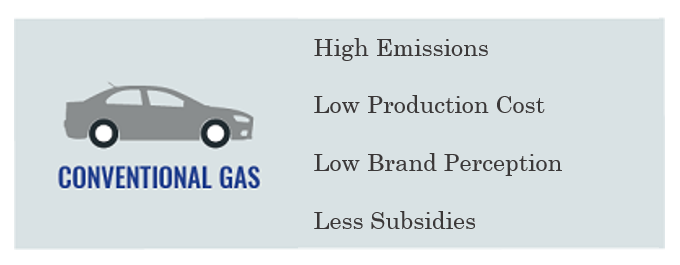 High Emissions
Low Production Cost
CONVENTIONAL GAS
Low Brand Perception
Less Subsidies